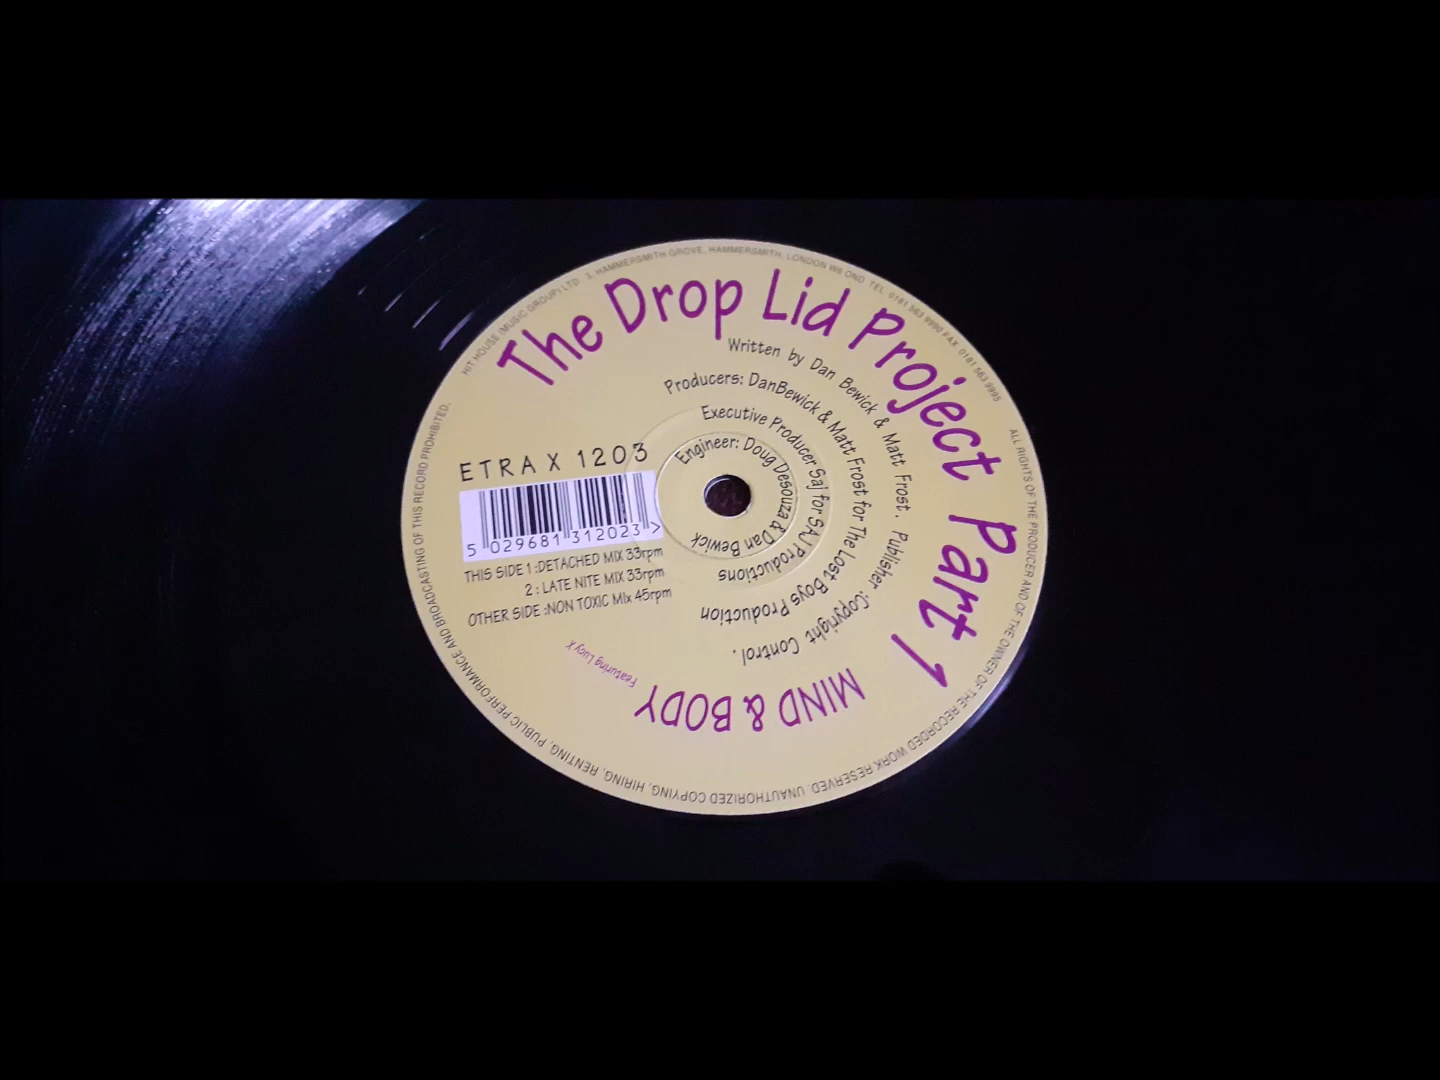 The Drop Lid Project Part 1
Written by Dan Bewick & Matt Frost. Publisher :Copyright Control.
Producers: DanBewick & Matt Frost for The Lost Boys Production
Executive Producer Saj for SAJ Productions
Engineer: Doug Desouza & Dan Bewick
ETRAX 1203
5 029681 312023 >
THIS SIDE 1 :DETACHED MIX 33rpm
2 : LATE NITE MIX 33rpm
OTHER SIDE :NON TOXIC MIx 45rpm
MIND & BODY
Featuring Lucy X
HIT HOUSE (MUSIC GROUP) LTD 3, HAMMERSMITH GROVE, HAMMERSMITH, LONDON W6 0ND TEL 0181 563 9990 FAX 0181 563 9995
ALL RIGHTS OF THE PRODUCER AND OF THE OWNER OF THE RECORDED WORK RESERVED. UNAUTHORIZED COPYING, HIRING, RENTING, PUBLIC PERFORMANCE AND BROADCASTING OF THIS RECORD PROHIBITED.